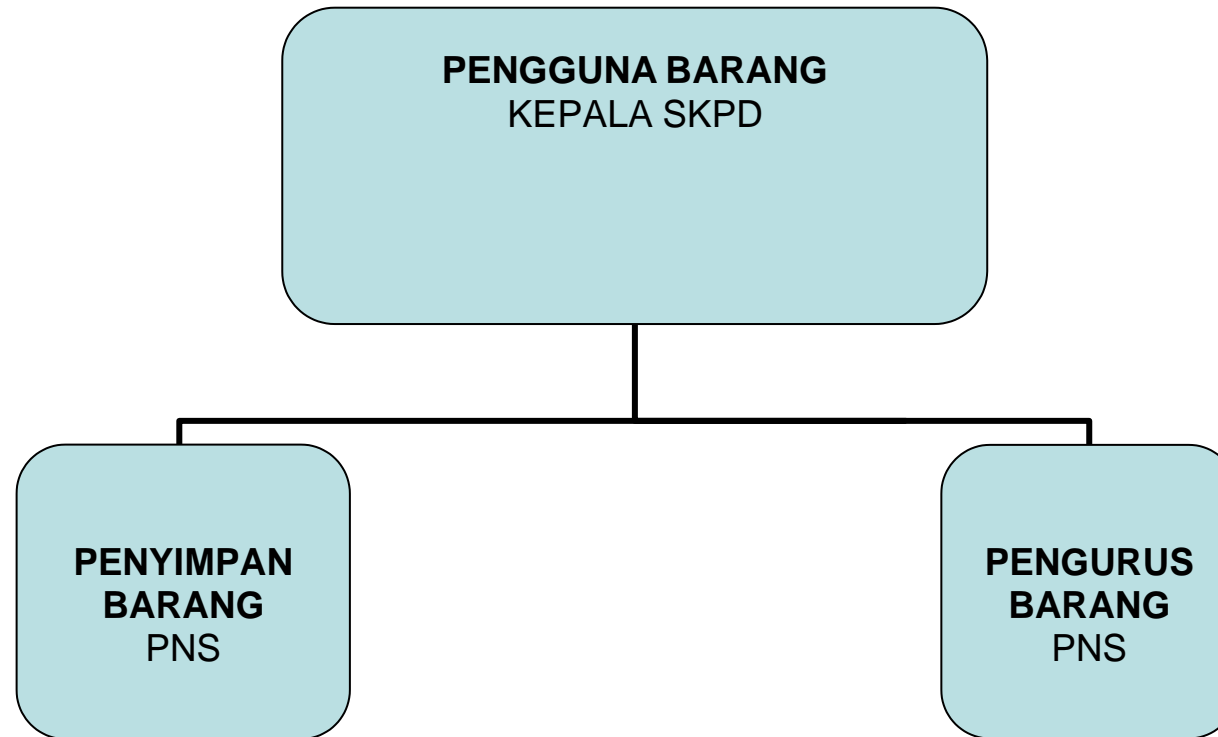 PENGGUNA BARANG
KEPALA SKPD
PENYIMPAN
BARANG
PNS
PENGURUS
BARANG
PNS